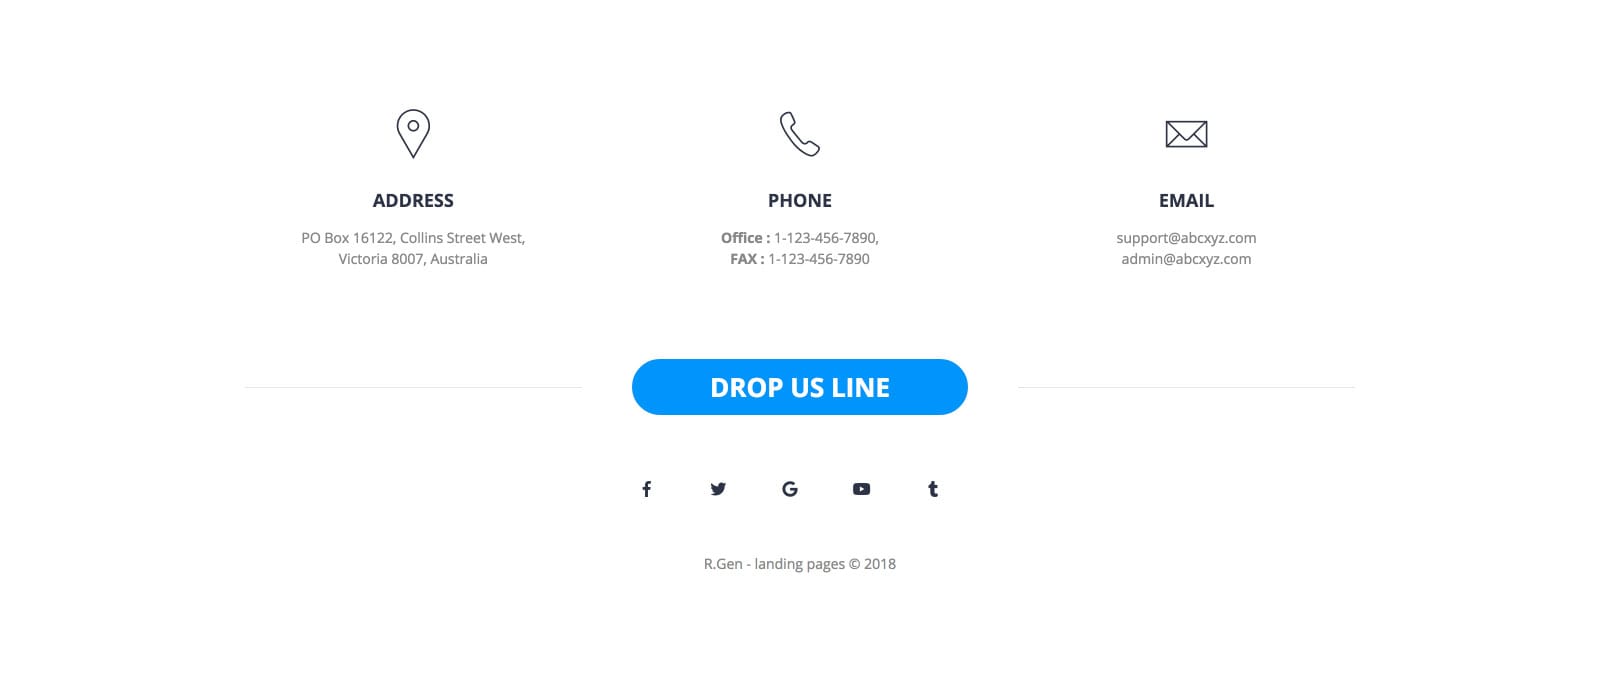 ADDRESS
PO Box 16122, Collins Street West,
Victoria 8007, Australia
PHONE
Office : 1-123-456-7890,
FAX : 1-123-456-7890
EMAIL
support@abcxyz.com
admin@abcxyz.com
DROP US LINE
R.Gen - landing pages © 2018